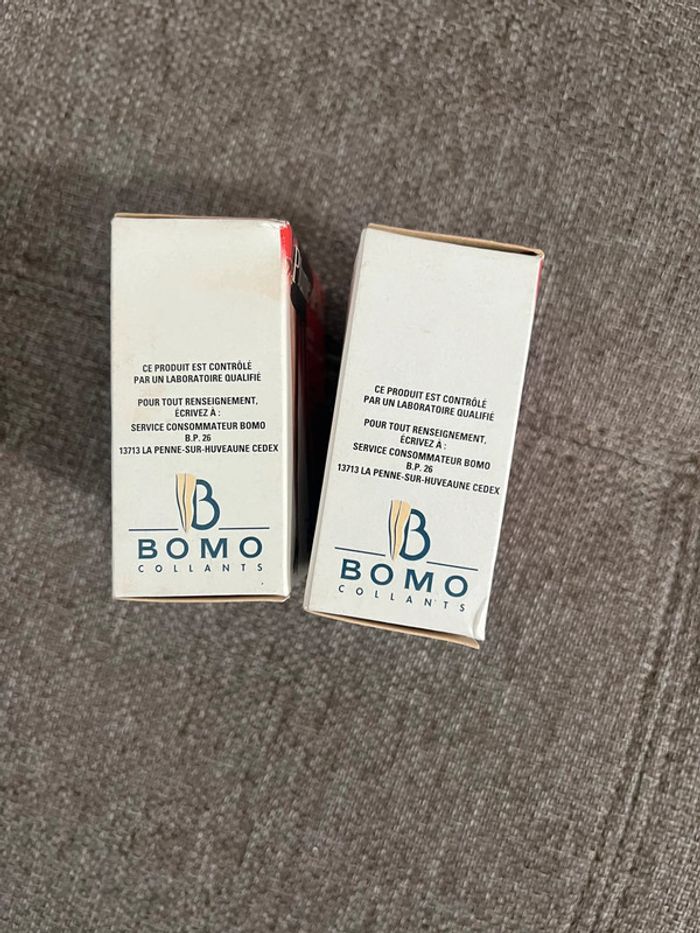 CE PRODUIT EST CONTRÔLÉ
PAR UN LABORATOIRE QUALIFIÉ
POUR TOUT RENSEIGNEMENT,
ÉCRIVEZ À :
SERVICE CONSOMMATEUR BOMO
B.P. 26
13713 LA PENNE-SUR-HUVEAUNE CEDEX
B
BOMO
COLLANTS
CE PRODUIT EST CONTRÔLÉ
PAR UN LABORATOIRE QUALIFIÉ
POUR TOUT RENSEIGNEMENT,
ÉCRIVEZ À :
SERVICE CONSOMMATEUR BOMO
B.P. 26
13713 LA PENNE-SUR-HUVEAUNE CEDEX
B
BOMO
COLLANTS